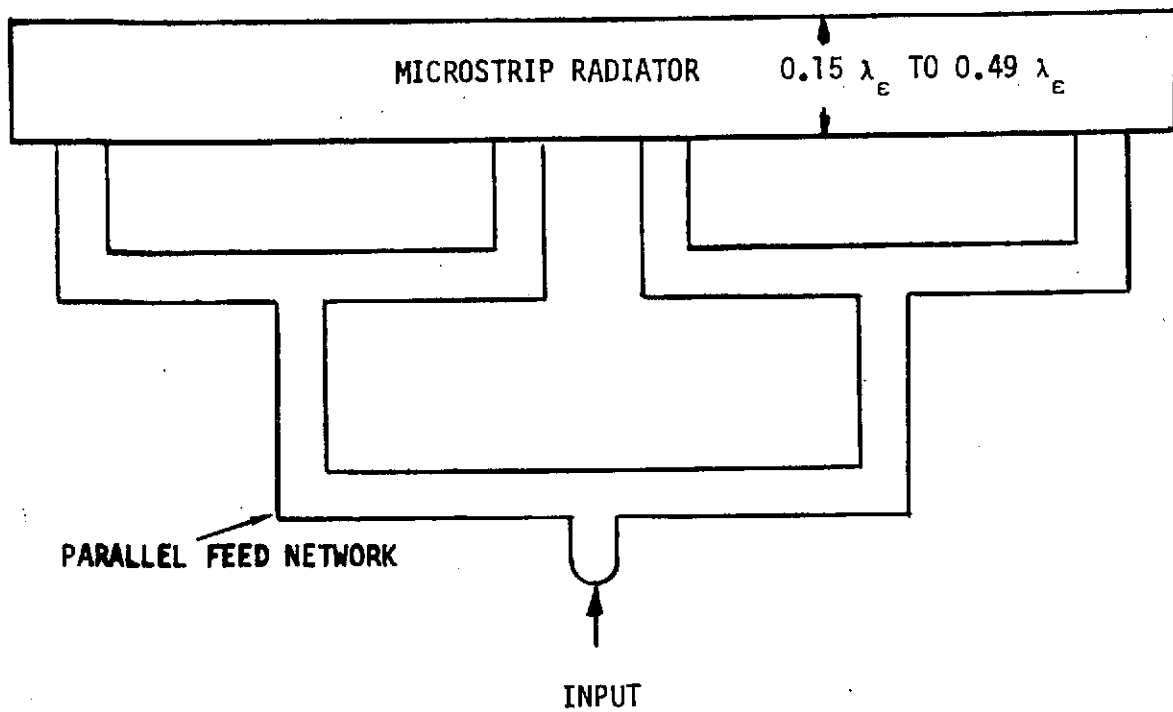 MICROSTRIP RADIATOR 0.15 λε TO 0.49 λε
PARALLEL FEED NETWORK
INPUT